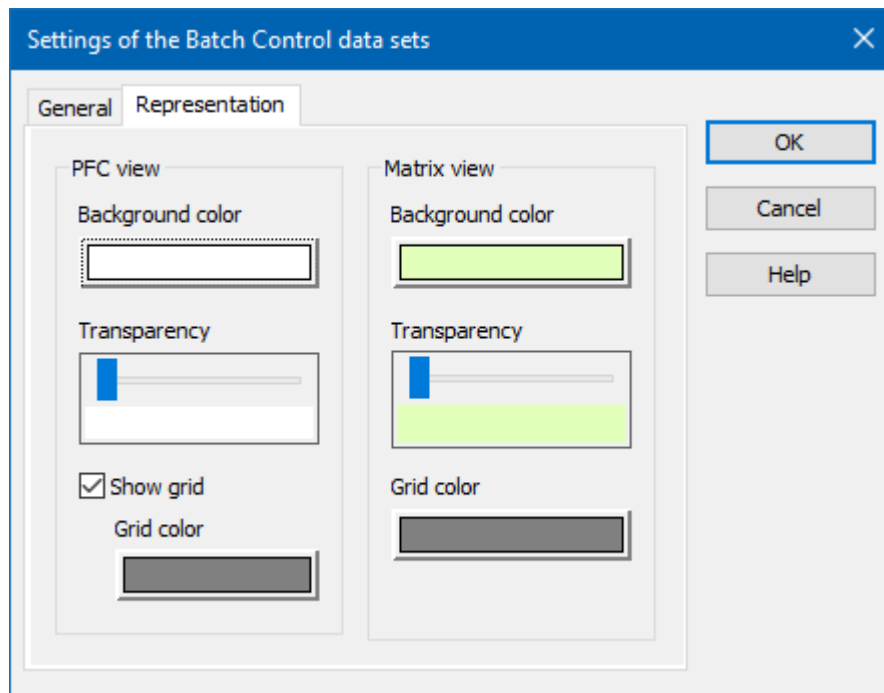 Settings of the Batch Control data sets
General
Representation
PFC view
Background color
Transparency
Show grid
Grid color
Matrix view
Background color
Transparency
Grid color
OK
Cancel
Help